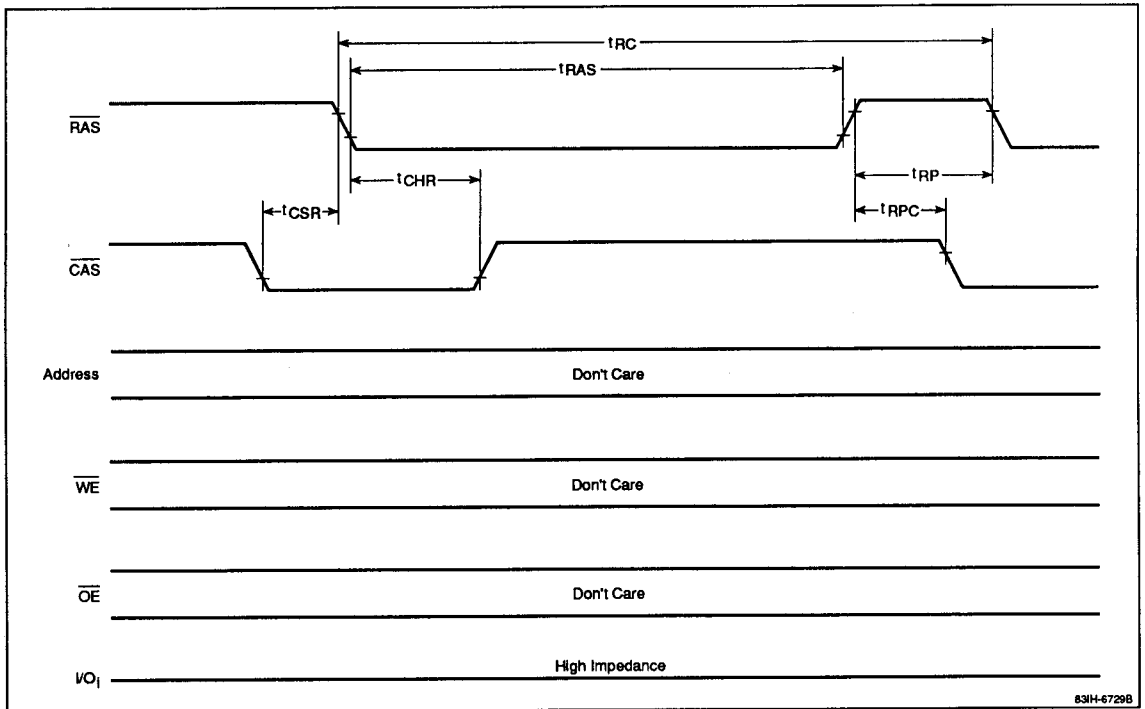 tRC
tRAS
RAS
tCHR
tRP
tCSR
tRPC
CAS
Address Don't Care
WE Don't Care
OE Don't Care
High Impedance
I/Oi
83IH-6729B